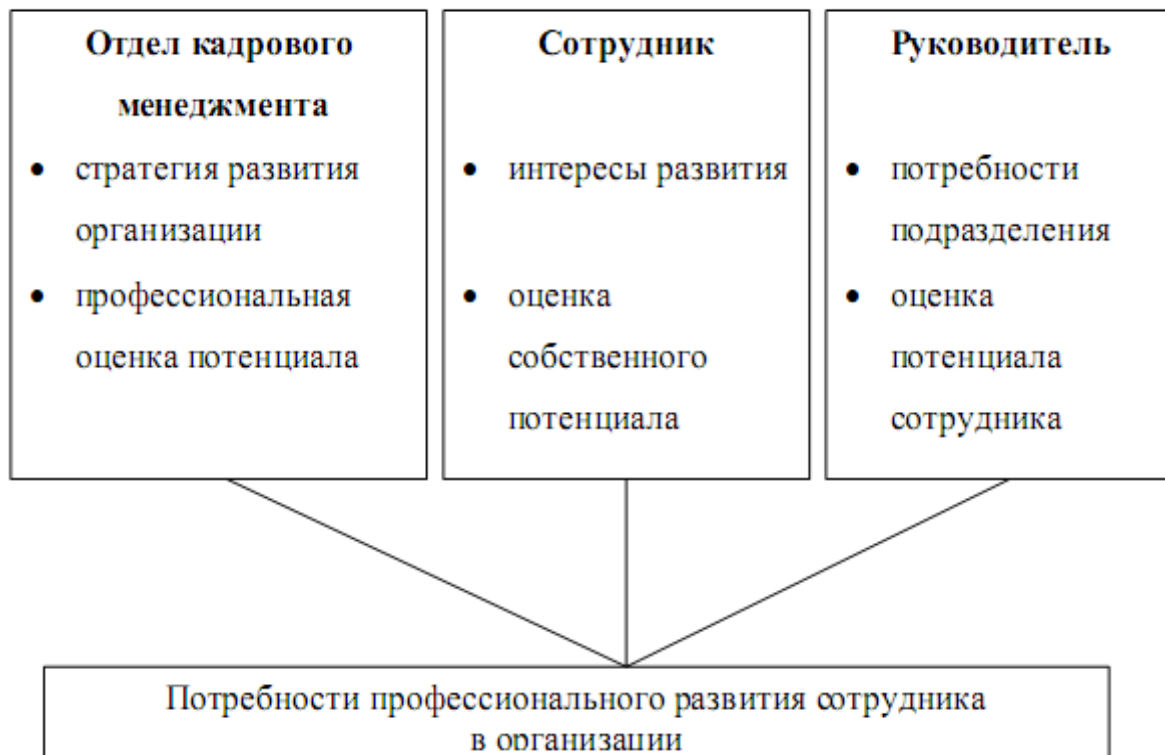 Отдел кадрового
менеджмента
• стратегия развития
организации
• профессиональная
оценка потенциала
Сотрудник
• интересы развития
• оценка
собственного
потенциала
Руководитель
• потребности
подразделения
• оценка
потенциала
сотрудника
Потребности профессионального развития сотрудника
в организации